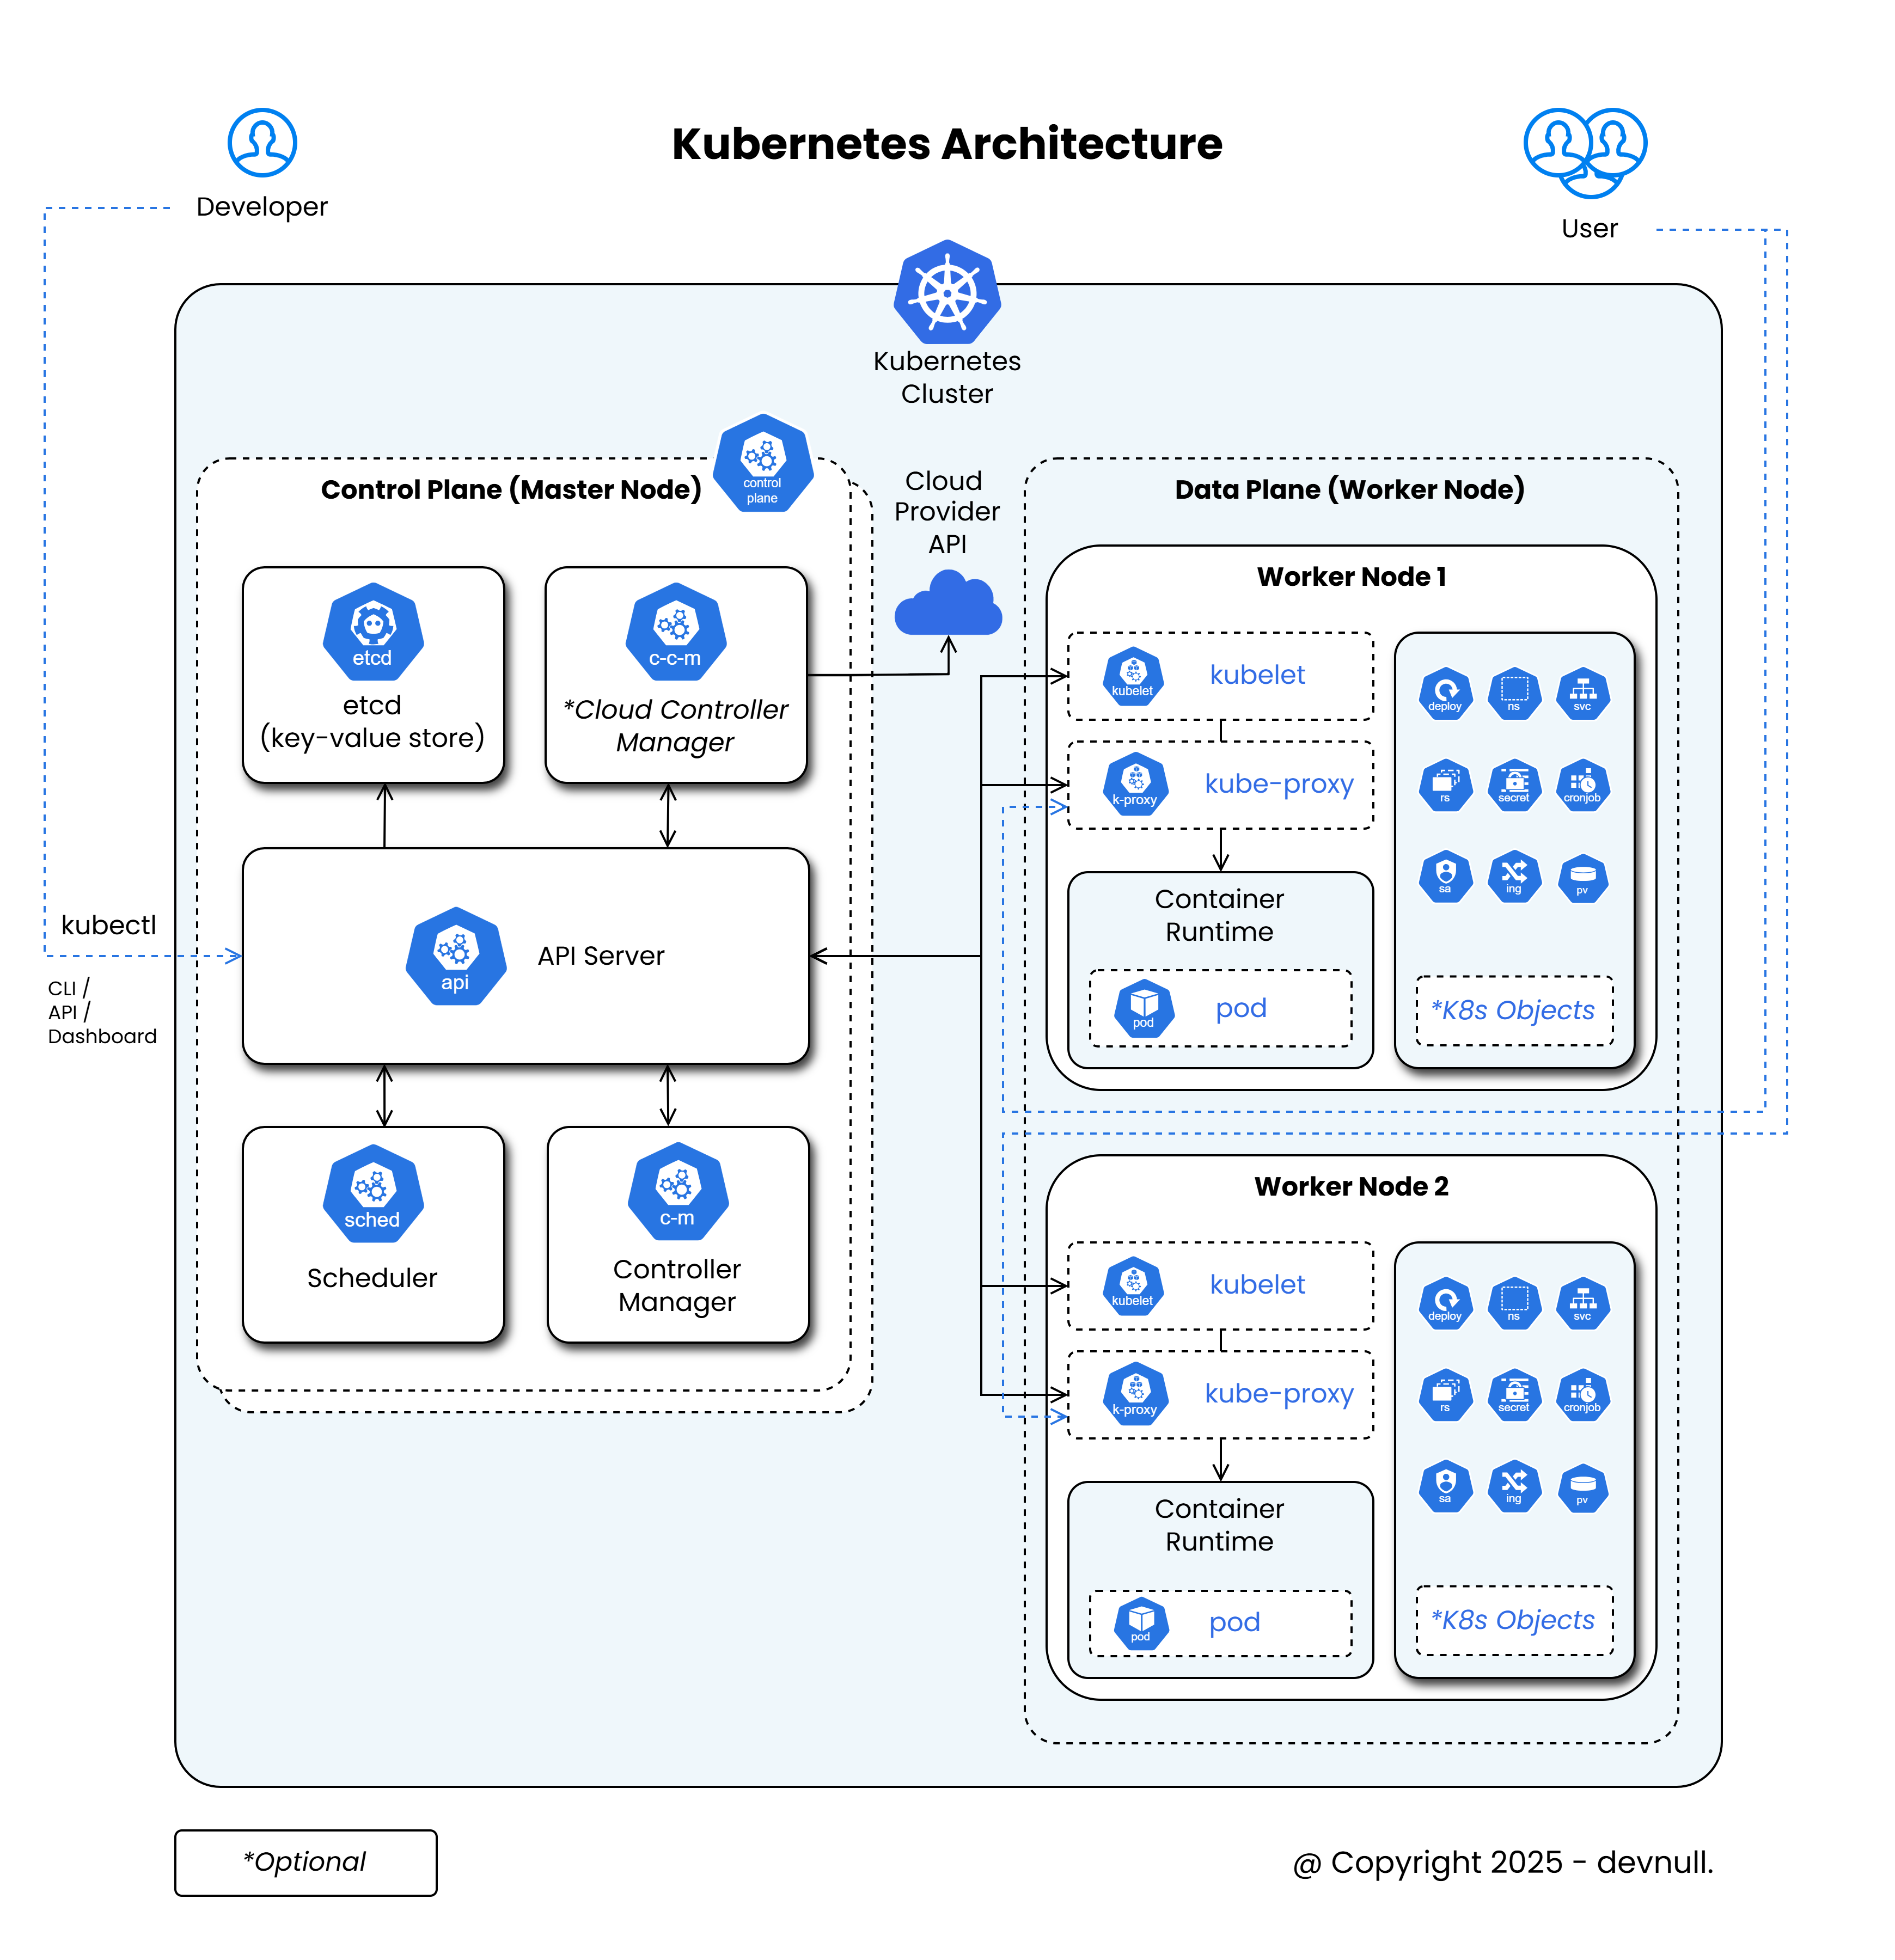 Kubernetes Architecture
Developer
User
Kubernetes
Cluster
Control Plane (Master Node)
control
plane
Cloud
Provider
API
Data Plane (Worker Node)
etcd
etcd
(key-value store)
c-c-m
*Cloud Controller
Manager
kubectl
CLI /
API /
Dashboard
api
API Server
sched
Scheduler
c-m
Controller
Manager
Worker Node 1
kubelet
kubelet
k-proxy
kube-proxy
Container
Runtime
pod
pod
deploy
ns
svc
rs
secret
cronjob
sa
ing
pv
*K8s Objects
Worker Node 2
kubelet
kubelet
k-proxy
kube-proxy
Container
Runtime
pod
pod
deploy
ns
svc
rs
secret
cronjob
sa
ing
pv
*K8s Objects
*Optional
@ Copyright 2025 - devnull.